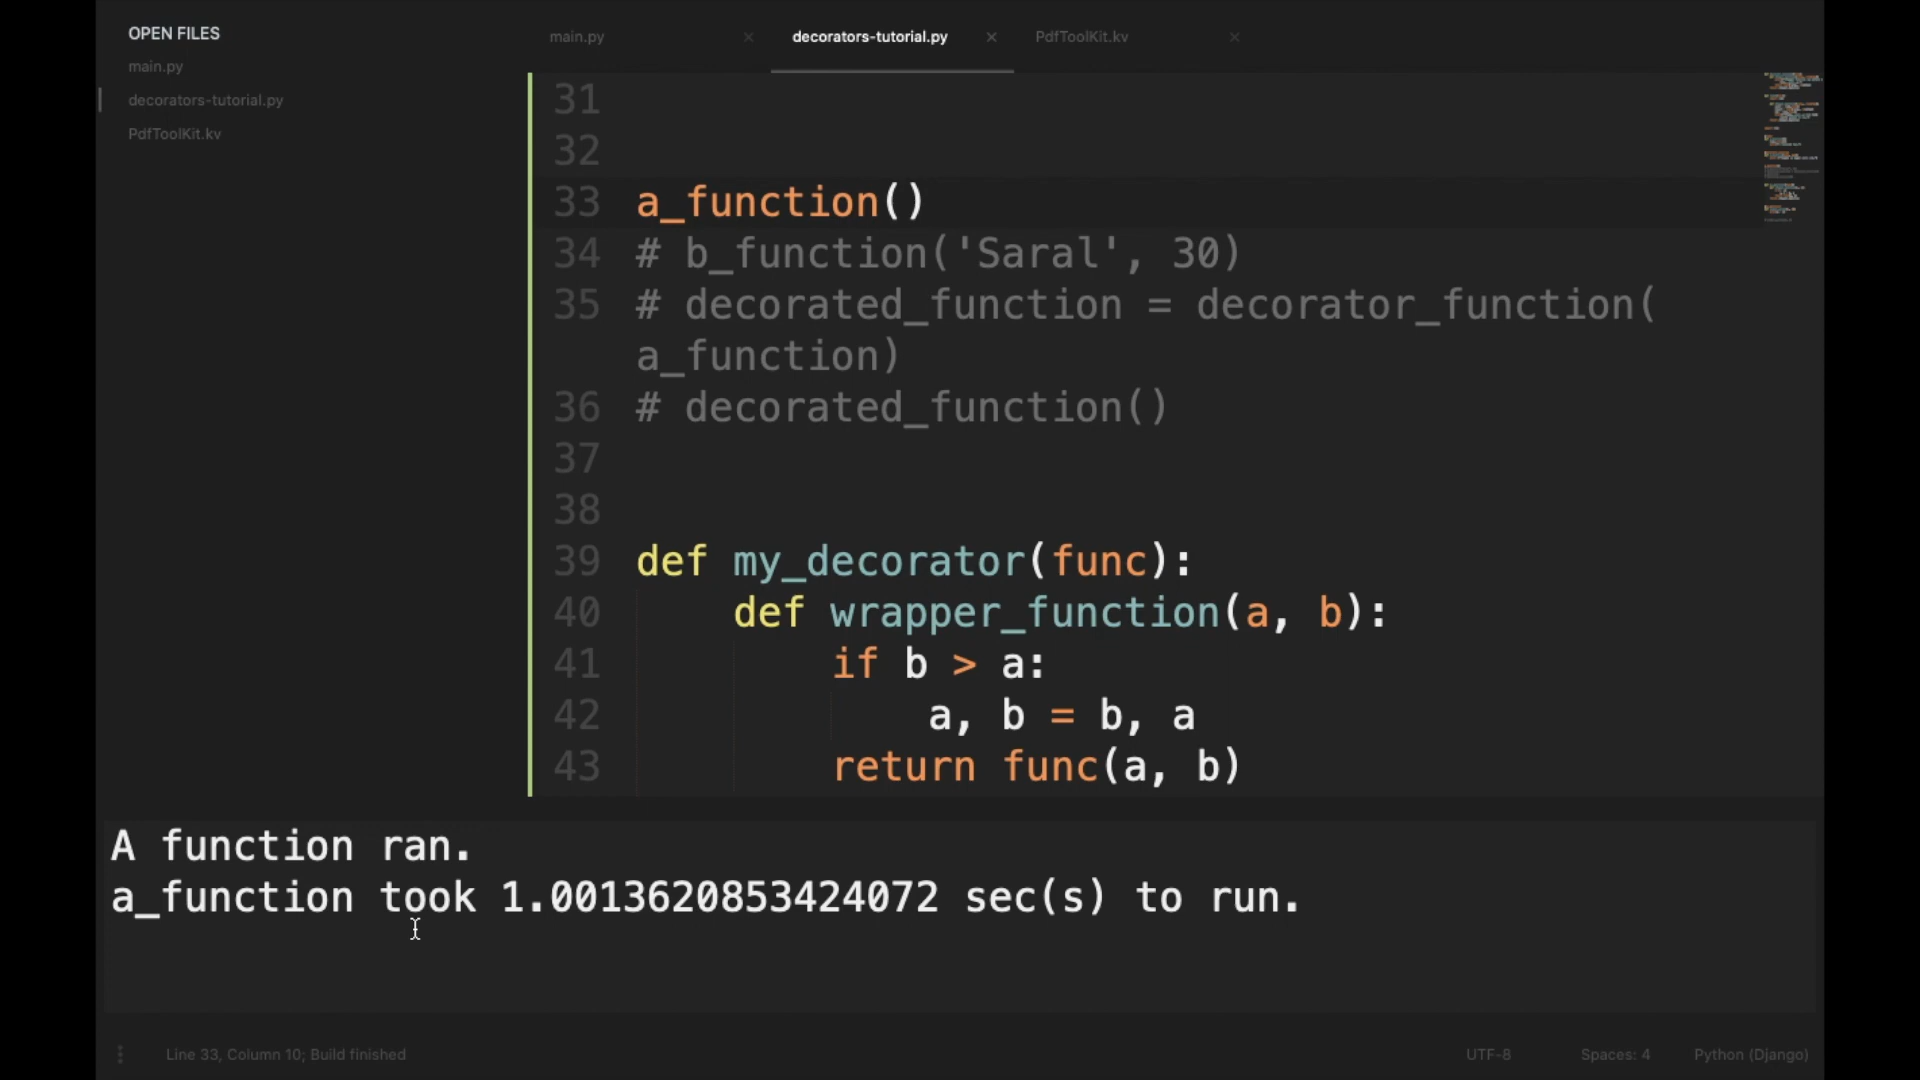 OPEN FILES
main.py
decorators-tutorial.py
PdfToolKit.kv
main.py × decorators-tutorial.py × PdfToolKit.kv ×
31
32
33 a_function()
34 # b_function('Saral', 30)
35 # decorated_function = decorator_function(
a_function)
36 # decorated_function()
37
38
39 def my_decorator(func):
40 def wrapper_function(a, b):
41 if b > a:
42 a, b = b, a
43 return func(a, b)
A function ran.
a_function took 1.0013620853424072 sec(s) to run.
Line 33, Column 10; Build finished UTF-8 Spaces: 4 Python (Django)